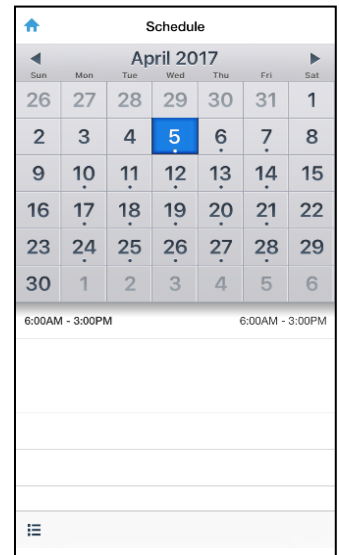 Schedule
April 2017
Sun Mon Tue Wed Thu Fri Sat
26 27 28 29 30 31 1
2 3 4 5 6 7 8
9 10 11 12 13 14 15
16 17 18 19 20 21 22
23 24 25 26 27 28 29
30 1 2 3 4 5 6
6:00AM - 3:00PM 6:00AM - 3:00PM